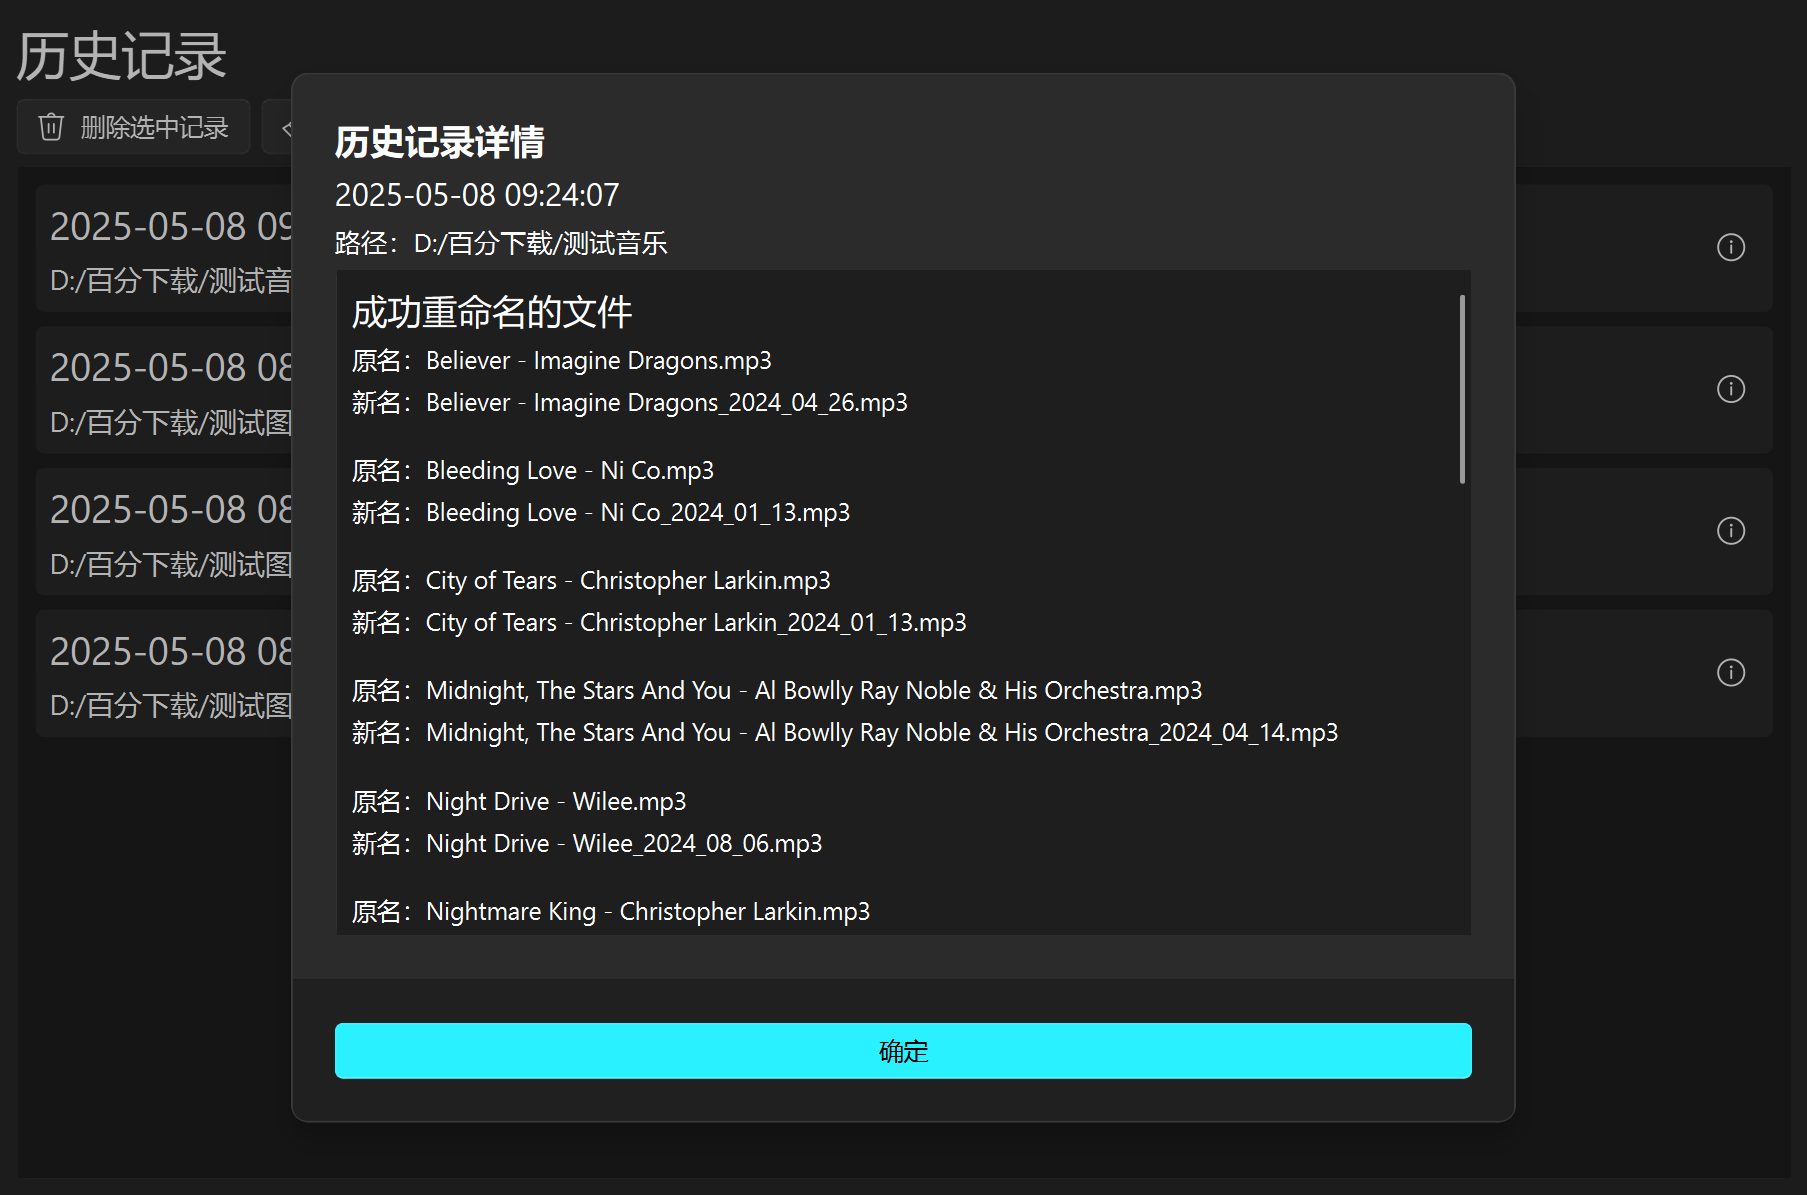 历史记录
删除选中记录
2025-05-08 09
D:/百分下载/测试音
2025-05-08 08
D:/百分下载/测试图
2025-05-08 08
D:/百分下载/测试图
2025-05-08 08
D:/百分下载/测试图
历史记录详情
2025-05-08 09:24:07
路径：D:/百分下载/测试音乐
成功重命名的文件
原名：Believer - Imagine Dragons.mp3
新名：Believer - Imagine Dragons_2024_04_26.mp3
原名：Bleeding Love - Ni Co.mp3
新名：Bleeding Love - Ni Co_2024_01_13.mp3
原名：City of Tears - Christopher Larkin.mp3
新名：City of Tears - Christopher Larkin_2024_01_13.mp3
原名：Midnight, The Stars And You - Al Bowlly Ray Noble & His Orchestra.mp3
新名：Midnight, The Stars And You - Al Bowlly Ray Noble & His Orchestra_2024_04_14.mp3
原名：Night Drive - Wilee.mp3
新名：Night Drive - Wilee_2024_08_06.mp3
原名：Nightmare King - Christopher Larkin.mp3
确定